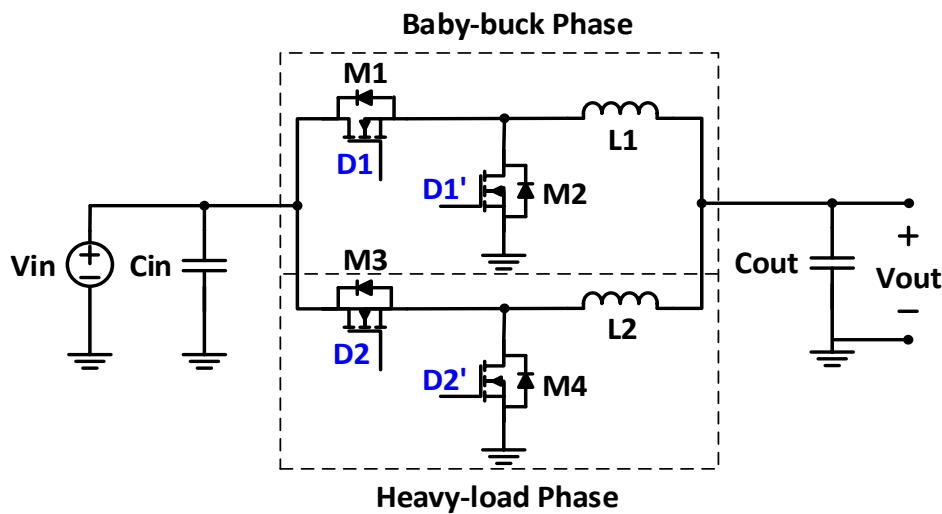 Baby-buck Phase
M1
D1
L1
D1'
M2
Vin
+
−
Cin
M3
D2
L2
D2'
M4
Cout
+
Vout
−
Heavy-load Phase